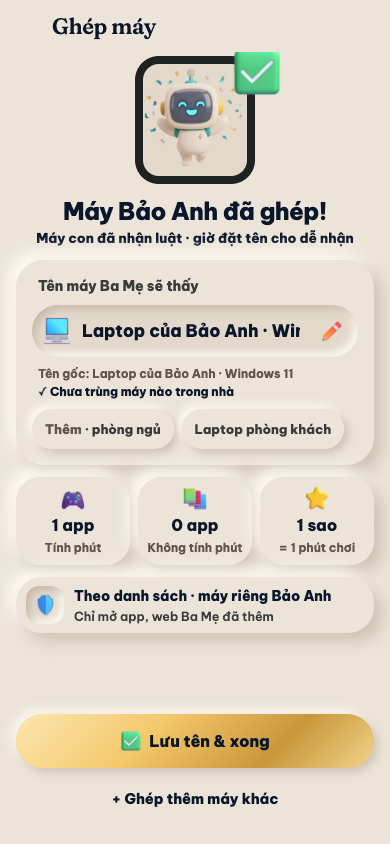 Ghép máy
Máy Bảo Anh đã ghép!
Máy con đã nhận luật · giờ đặt tên cho dễ nhận
Tên máy Ba Mẹ sẽ thấy
Laptop của Bảo Anh · Wir
Tên gốc: Laptop của Bảo Anh · Windows 11
✓ Chưa trùng máy nào trong nhà
Thêm · phòng ngủ
Laptop phòng khách
1 app
0 app
1 sao
Tính phút
Không tính phút
= 1 phút chơi
Theo danh sách · máy riêng Bảo Anh
Chỉ mở app, web Ba Mẹ đã thêm
Lưu tên & xong
+ Ghép thêm máy khác